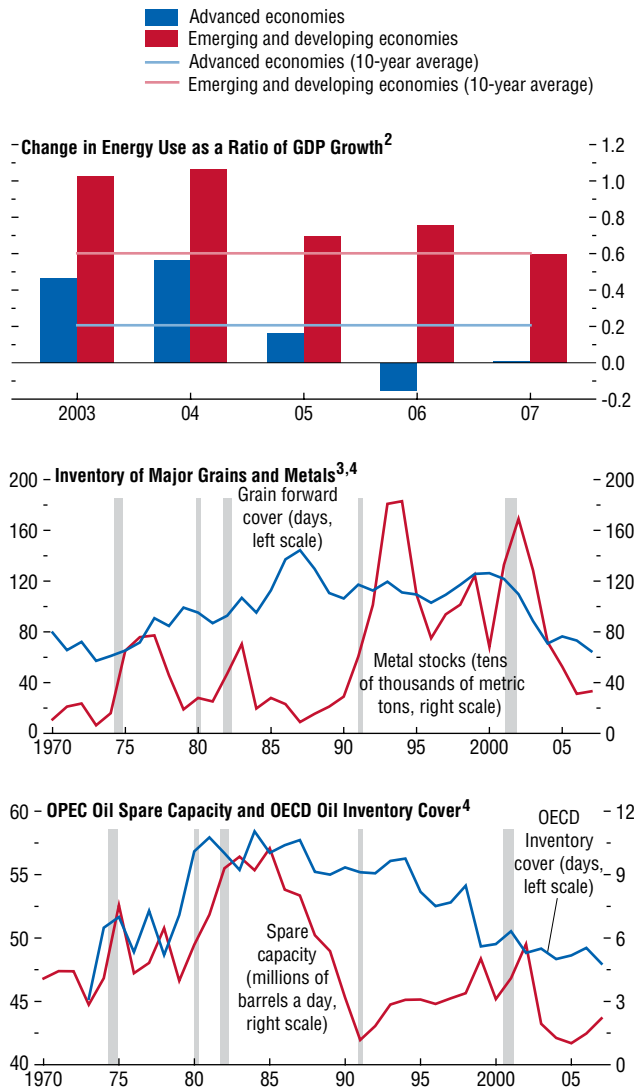 Advanced economies
Emerging and developing economies
Advanced economies (10-year average)
Emerging and developing economies (10-year average)
Change in Energy Use as a Ratio of GDP Growth2
1.2
1.0
0.8
0.6
0.4
0.2
0.0
-0.2
2003 04 05 06 07
Inventory of Major Grains and Metals3,4
200
160
120
80
40
0
Grain forward
cover (days,
left scale)
Metal stocks (tens
of thousands of metric
tons, right scale)
200
160
120
80
40
0
1970 75 80 85 90 95 2000 05
OPEC Oil Spare Capacity and OECD Oil Inventory Cover4
60
55
50
45
40
OECD
Inventory
cover (days,
left scale)
Spare
capacity
(millions of
barrels a day,
right scale)
12
9
6
3
0
1970 75 80 85 90 95 2000 05